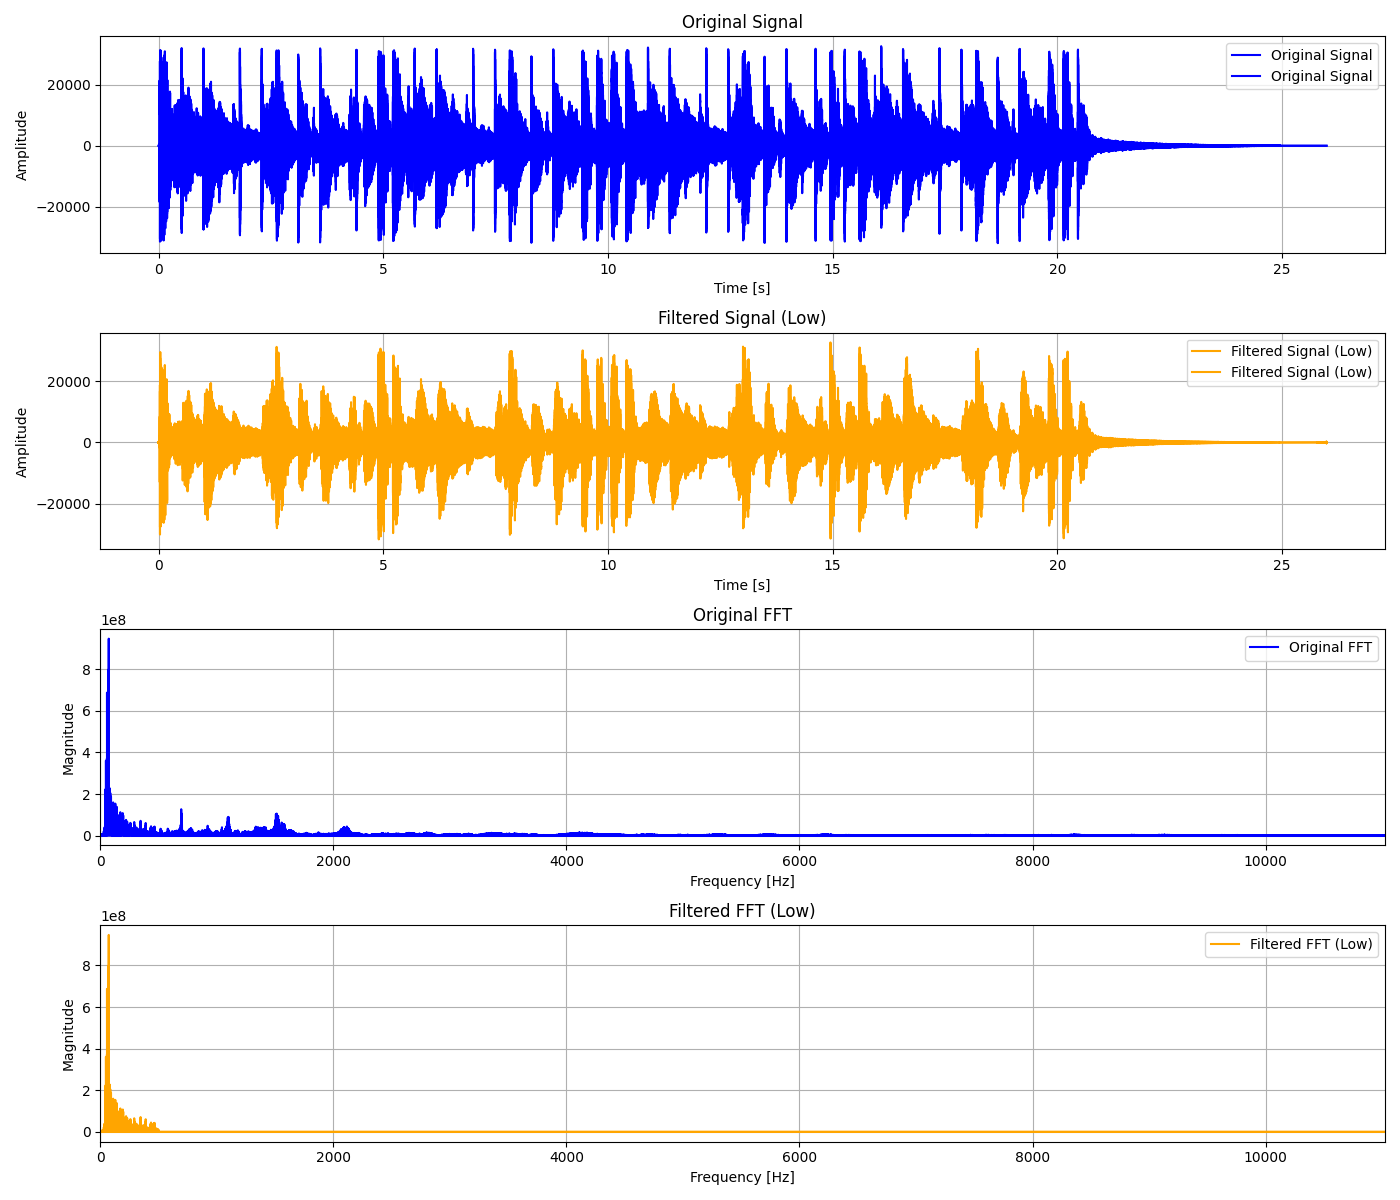 Original Signal
Original Signal
Original Signal
20000
0
−20000
Amplitude
0 5 10 15 20 25
Time [s]
Filtered Signal (Low)
Filtered Signal (Low)
Filtered Signal (Low)
20000
0
−20000
Amplitude
0 5 10 15 20 25
Time [s]
Original FFT
1e8
Original FFT
8
6
4
2
0
Magnitude
0 2000 4000 6000 8000 10000
Frequency [Hz]
Filtered FFT (Low)
1e8
Filtered FFT (Low)
8
6
4
2
0
Magnitude
0 2000 4000 6000 8000 10000
Frequency [Hz]